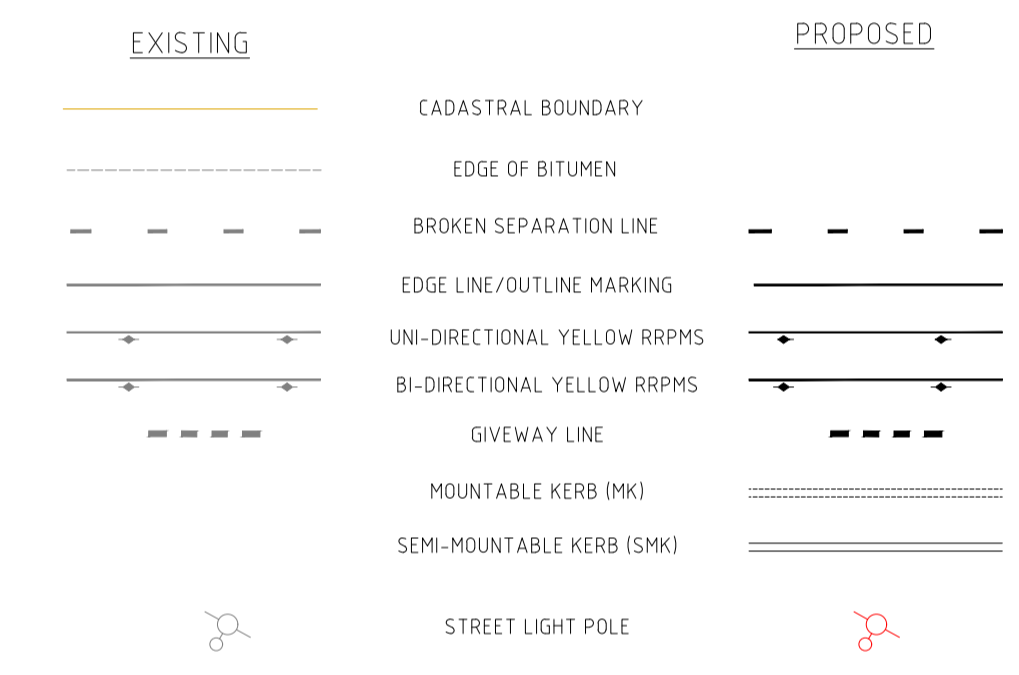 EXISTING
PROPOSED
CADASTRAL BOUNDARY
EDGE OF BITUMEN
BROKEN SEPARATION LINE
EDGE LINE/OUTLINE MARKING
UNI-DIRECTIONAL YELLOW RRPMS
BI-DIRECTIONAL YELLOW RRPMS
GIVEWAY LINE
MOUNTABLE KERB (MK)
SEMI-MOUNTABLE KERB (SMK)
STREET LIGHT POLE